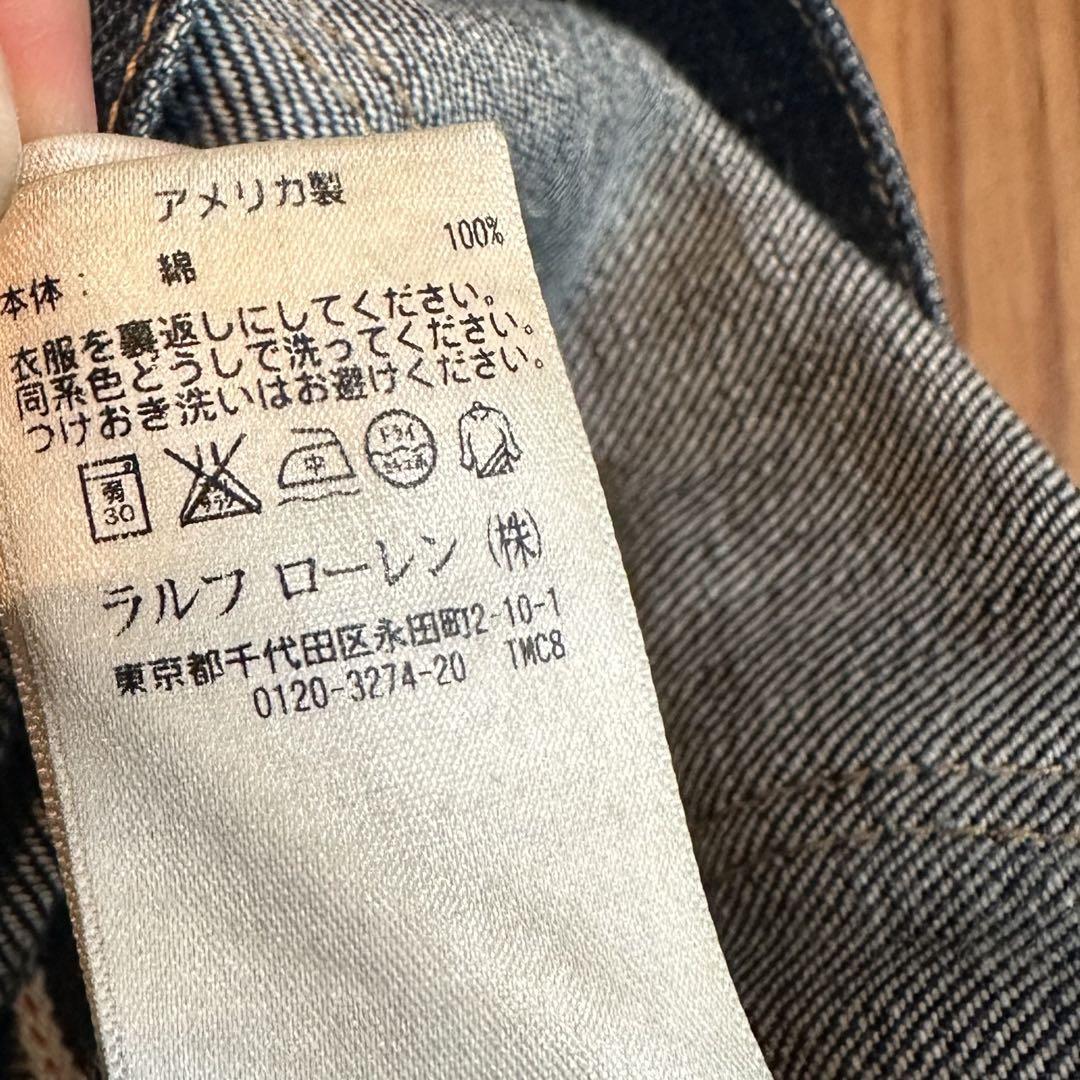 アメリカ製
本体: 綿 100%
衣服を裏返しにしてください。
同系色どうしで洗ってください。
つけおき洗いはお避けください。
弱 30
中
ドライ
ラルフ ローレン (株)
東京都千代田区永田町2-10-1
0120-3274-20 TMC8